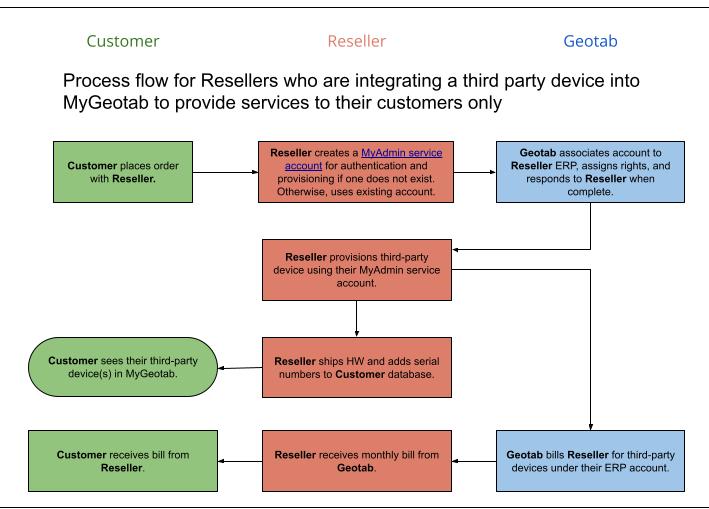 Customer
Reseller
Geotab
Process flow for Resellers who are integrating a third party device into
MyGeotab to provide services to their customers only
Customer places order
with Reseller.
Reseller creates a MyAdmin service
account for authentication and
provisioning if one does not exist.
Otherwise, uses existing account.
Geotab associates account to
Reseller ERP, assigns rights, and
responds to Reseller when
complete.
Reseller provisions third-party
device using their MyAdmin service
account.
Customer sees their third-party
device(s) in MyGeotab.
Reseller ships HW and adds serial
numbers to Customer database.
Customer receives bill from
Reseller.
Reseller receives monthly bill from
Geotab.
Geotab bills Reseller for third-party
devices under their ERP account.